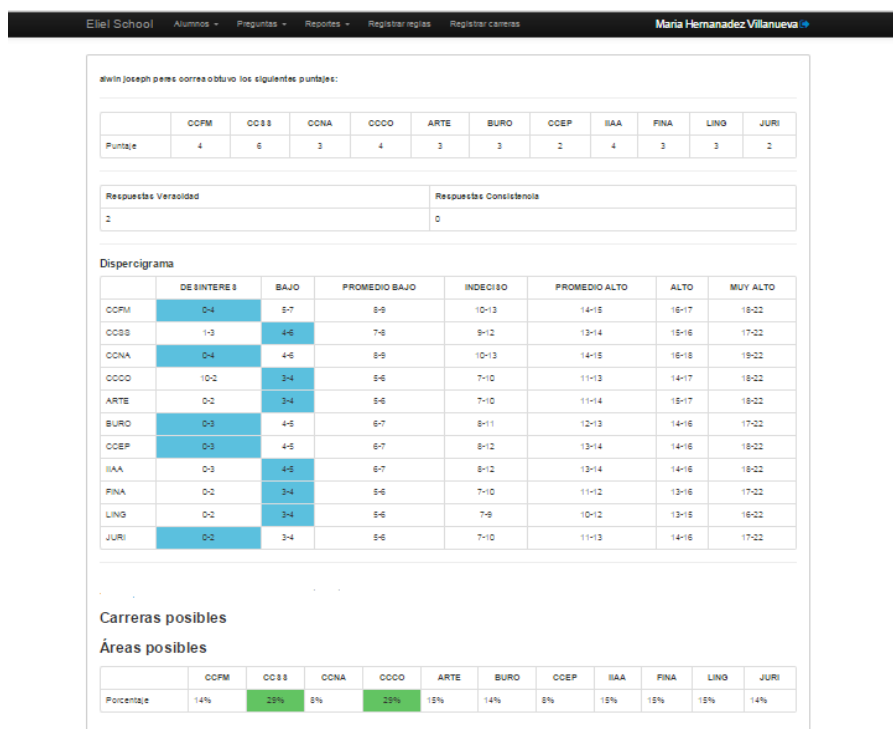 Eliel School Alumnos Preguntas Reportes Registrar reglas Registrar carreras Maria Hernanadez Villanueva
alwin joseph peres correa obtuvo los siguientes puntajes:
CCFM CCSS CCNA CCCO ARTE BURO CCEP IIAA FINA LING JURI
Puntaje 4 6 3 4 3 3 2 4 3 3 2
Respuestas Veracidad Respuestas Consistencia
2 0
Dispercigrama
DESINTERES BAJO PROMEDIO BAJO INDECISO PROMEDIO ALTO ALTO MUY ALTO
CCFM 0-4 5-7 8-9 10-13 14-15 16-17 18-22
CCSS 1-3 4-6 7-8 9-12 13-14 15-16 17-22
CCNA 0-4 4-6 8-9 10-13 14-15 16-18 19-22
CCCO 10-2 3-4 5-6 7-10 11-13 14-17 18-22
ARTE 0-2 3-4 5-6 7-10 11-14 15-17 18-22
BURO 0-3 4-5 6-7 8-11 12-13 14-16 17-22
CCEP 0-3 4-5 6-7 8-12 13-14 14-16 18-22
IIAA 0-3 4-5 6-7 8-12 13-14 14-16 18-22
FINA 0-2 3-4 5-6 7-10 11-12 13-16 17-22
LING 0-2 3-4 5-6 7-9 10-12 13-15 16-22
JURI 0-2 3-4 5-6 7-10 11-13 14-16 17-22
Carreras posibles
Áreas posibles
CCFM CCSS CCNA CCCO ARTE BURO CCEP IIAA FINA LING JURI
Porcentaje 14% 29% 8% 29% 15% 14% 8% 15% 15% 15% 14%